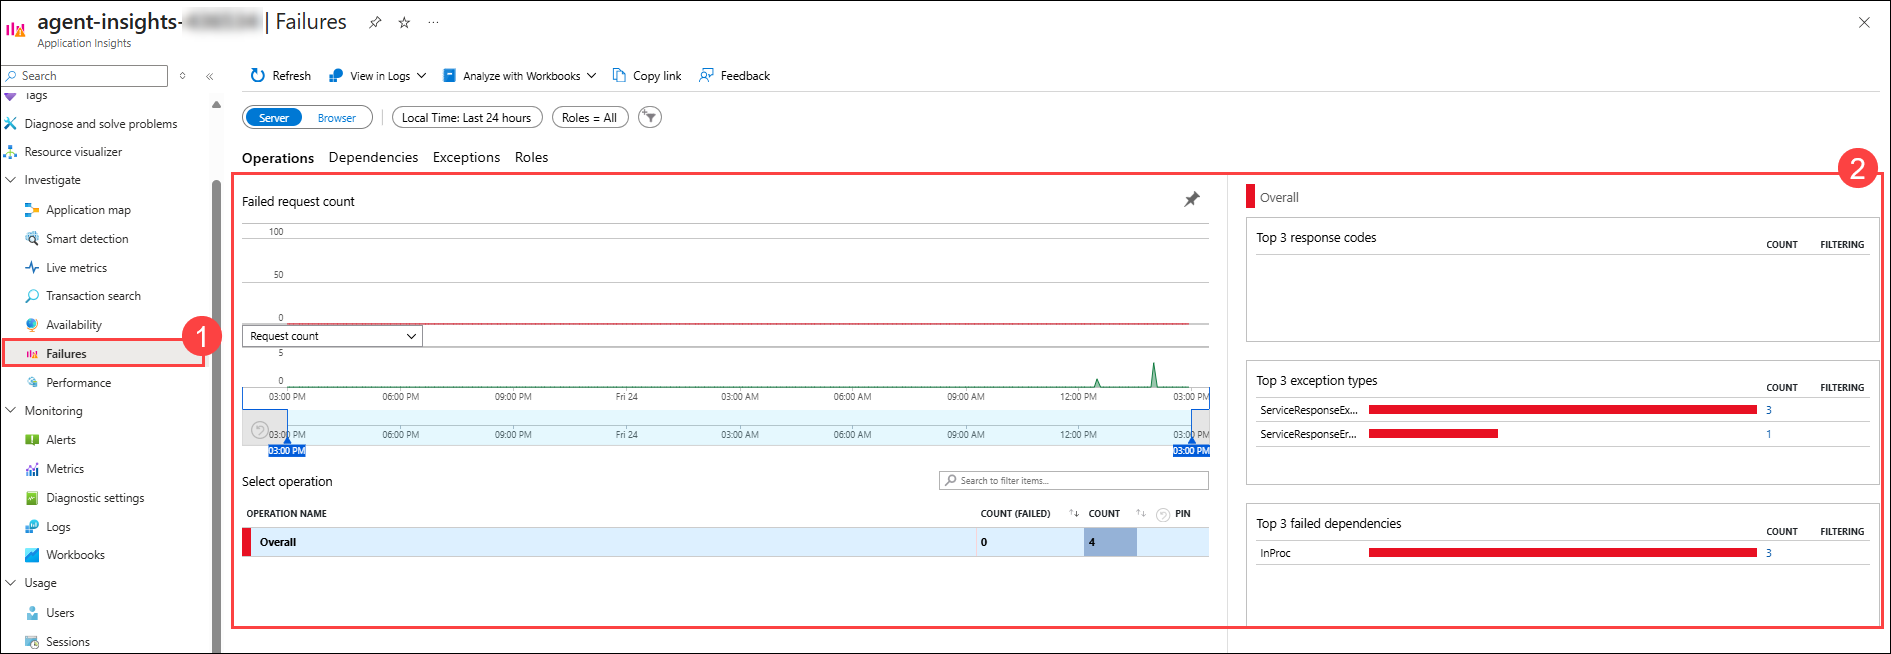 agent-insights- | Failures
Application Insights
Search
Refresh View in Logs Analyze with Workbooks Copy link Feedback
Tags
Diagnose and solve problems
Resource visualizer
Investigate
Application map
Smart detection
Live metrics
Transaction search
Availability
Failures
1
Performance
Monitoring
Alerts
Metrics
Diagnostic settings
Logs
Workbooks
Usage
Users
Sessions
Server Browser Local Time: Last 24 hours Roles = All
Operations Dependencies Exceptions Roles
2
Failed request count
100
50
0
Request count
5
0
03:00 PM 06:00 PM 09:00 PM Fri 24 03:00 AM 06:00 AM 09:00 AM 12:00 PM 03:00 PM
03:00 PM 06:00 PM 09:00 PM Fri 24 03:00 AM 06:00 AM 09:00 AM 12:00 PM 03:00 PM
03:00 PM 03:00 PM
Select operation Search to filter items...
OPERATION NAME COUNT (FAILED) COUNT PIN
Overall 0 4
Overall
Top 3 response codes COUNT FILTERING
Top 3 exception types COUNT FILTERING
ServiceResponseEx... 3
ServiceResponseEr... 1
Top 3 failed dependencies COUNT FILTERING
InProc 3